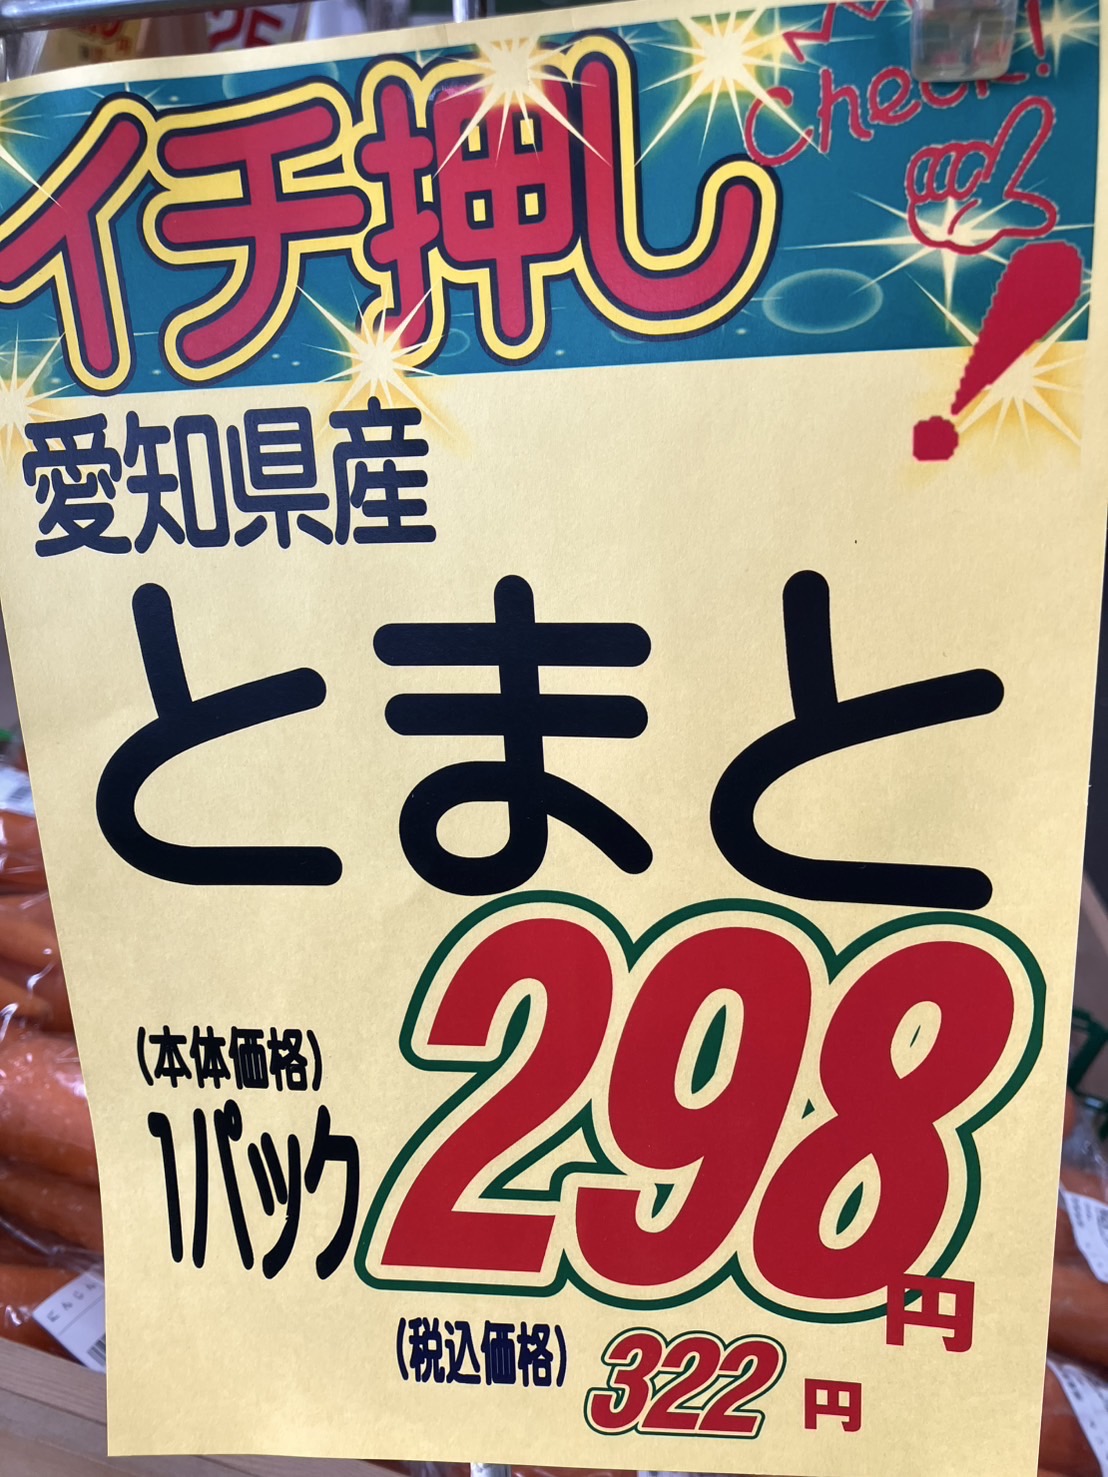 Check!
イチ押し
愛知県産
とまと
(本体価格)
1パック 298円
(税込価格) 322円